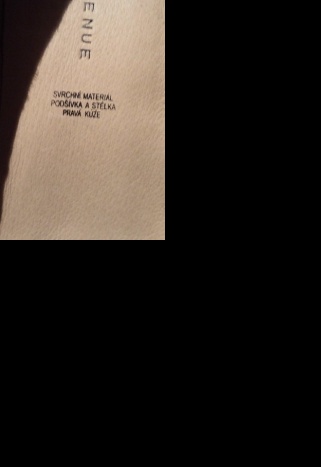 ENUE
SVRCHNÍ MATERIÁL
PODŠÍVKA A STÉLKA
PRAVÁ KŮŽE